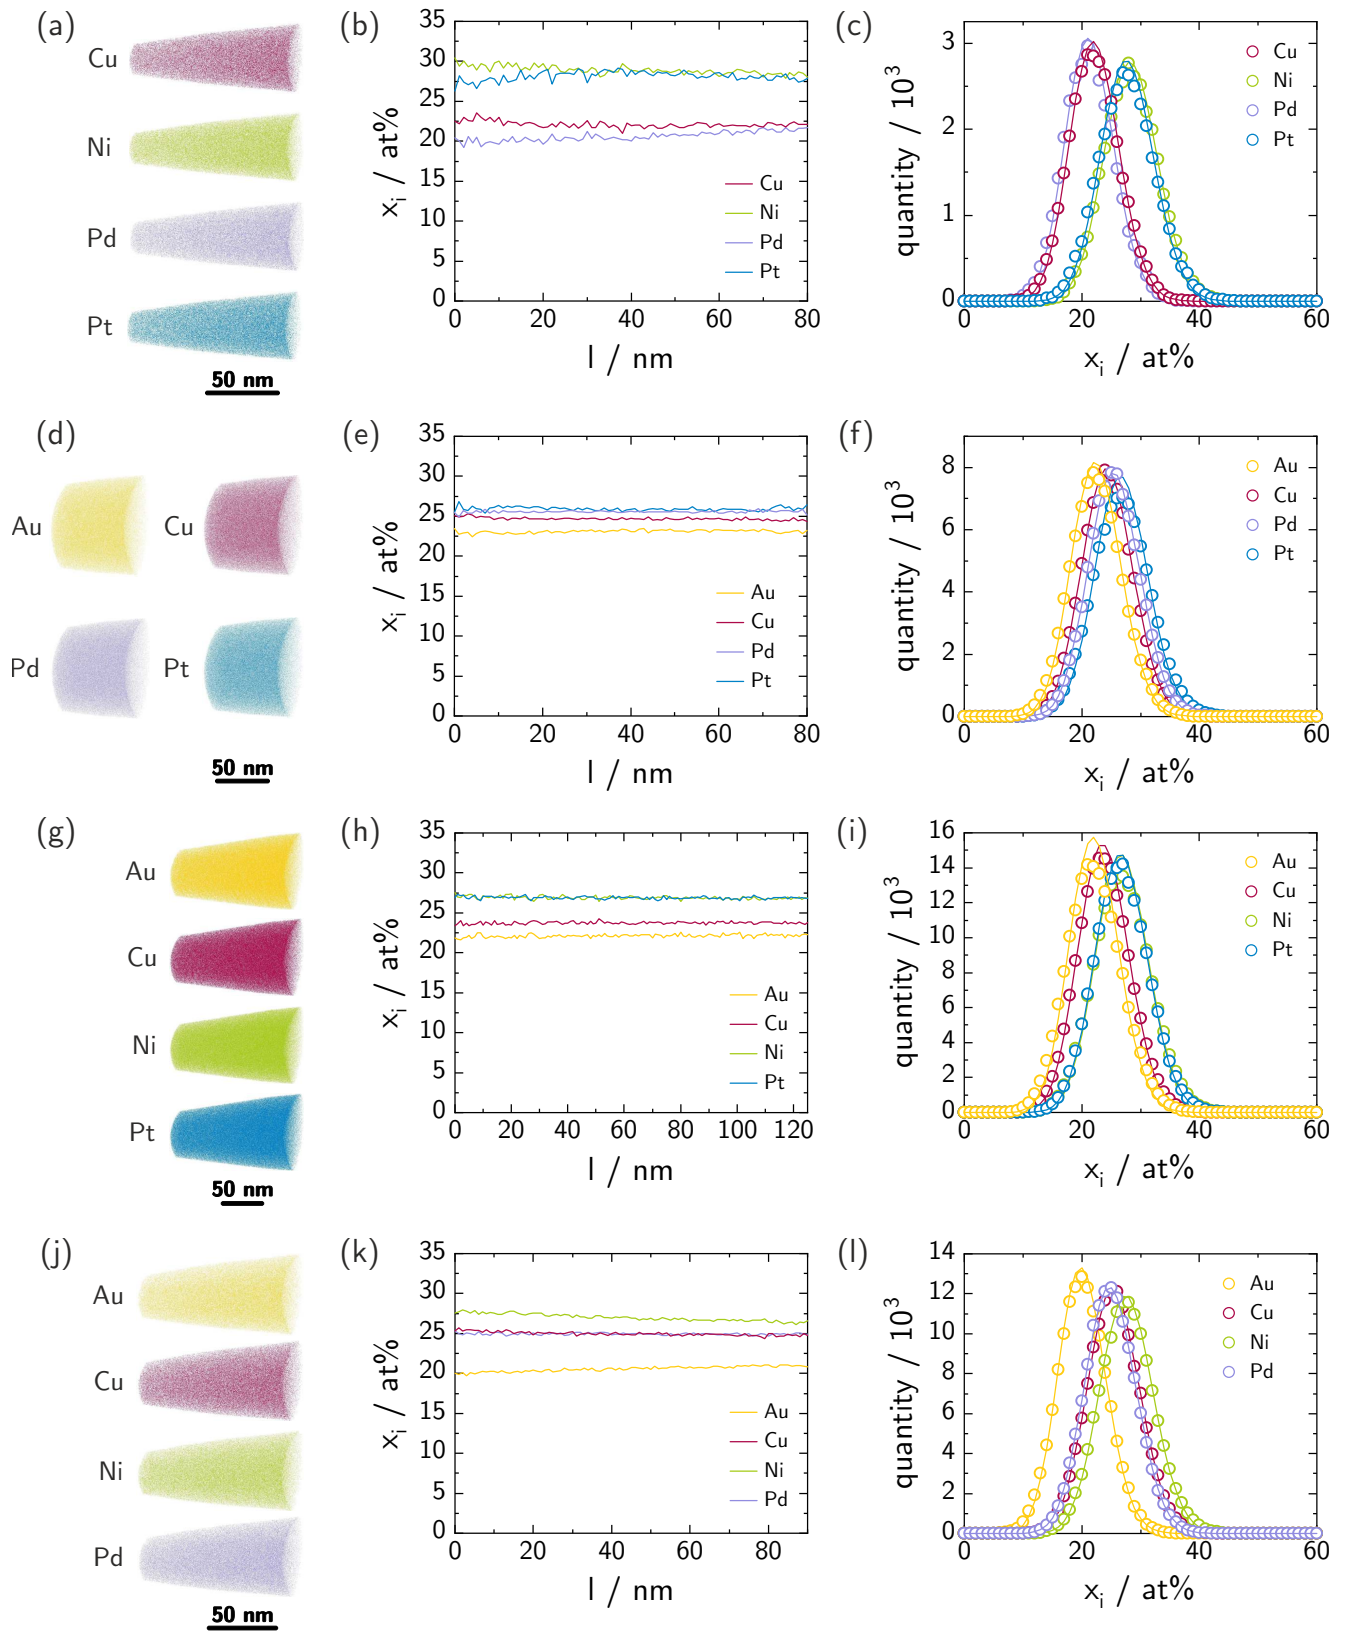 (a)
Cu
Ni
Pd
Pt
50 nm
(b)
35
30
25
20
15
10
5
0
x_i / at%
Cu
Ni
Pd
Pt
0 20 40 60 80
l / nm
(c)
3
2
1
0
quantity / 10^3
Cu
Ni
Pd
Pt
0 20 40 60
x_i / at%
(d)
Au
Cu
Pd
Pt
50 nm
(e)
35
30
25
20
15
10
5
0
x_i / at%
Au
Cu
Pd
Pt
0 20 40 60 80
l / nm
(f)
8
6
4
2
0
quantity / 10^3
Au
Cu
Pd
Pt
0 20 40 60
x_i / at%
(g)
Au
Cu
Ni
Pt
50 nm
(h)
35
30
25
20
15
10
5
0
x_i / at%
Au
Cu
Ni
Pt
0 20 40 60 80 100 120
l / nm
(i)
16
14
12
10
8
6
4
2
0
quantity / 10^3
Au
Cu
Ni
Pt
0 20 40 60
x_i / at%
(j)
Au
Cu
Ni
Pd
50 nm
(k)
35
30
25
20
15
10
5
0
x_i / at%
Au
Cu
Ni
Pd
0 20 40 60 80
l / nm
(l)
14
12
10
8
6
4
2
0
quantity / 10^3
Au
Cu
Ni
Pd
0 20 40 60
x_i / at%